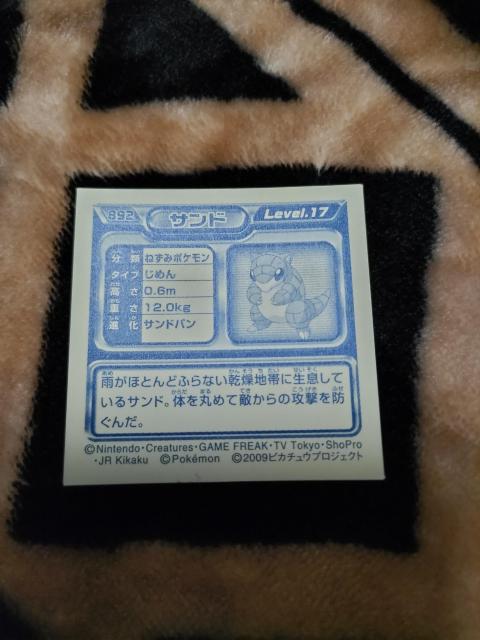 892 サンド Level.17
分類 ねずみポケモン
タイプ じめん
高さ 0.6m
重さ 12.0kg
進化 サンドパン
雨がほとんどふらない乾燥地帯に生息して
いるサンド。体を丸めて敵からの攻撃を防
ぐんだ。
©Nintendo・Creatures・GAME FREAK・TV Tokyo・ShoPro
・JR Kikaku ©Pokémon ©2009ピカチュウプロジェクト